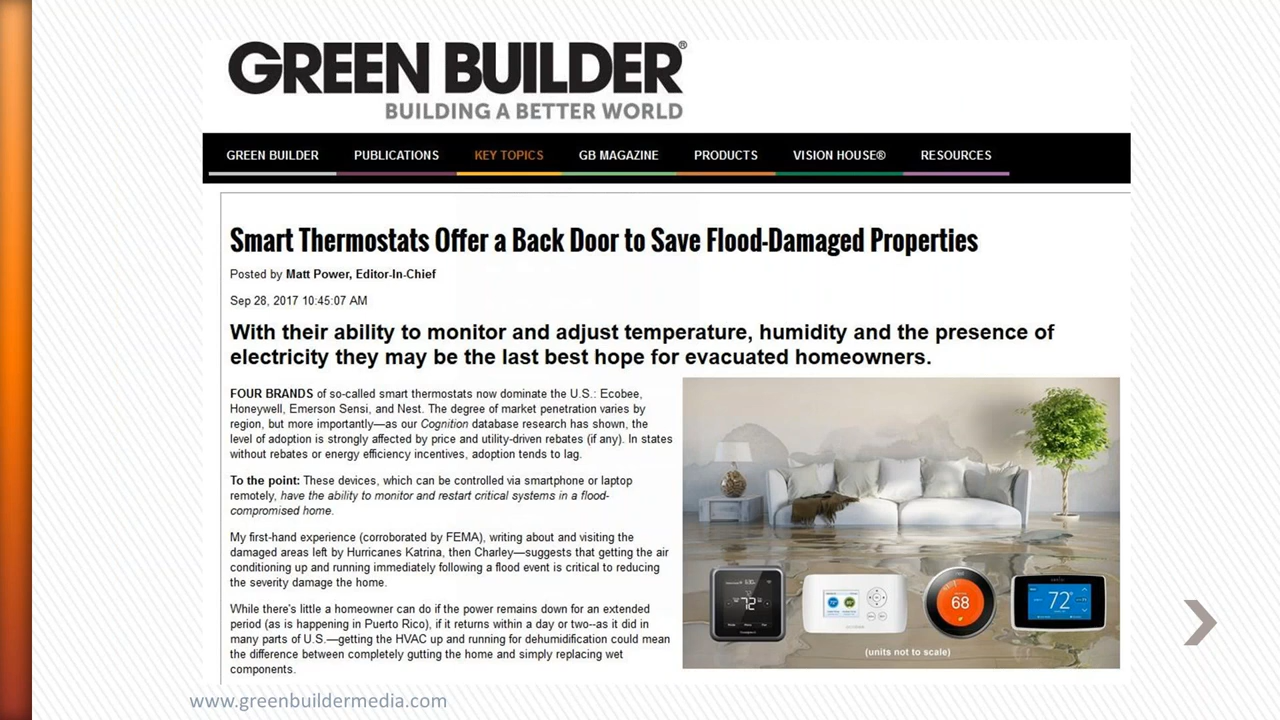 GREEN BUILDER®
BUILDING A BETTER WORLD
GREEN BUILDER PUBLICATIONS KEY TOPICS GB MAGAZINE PRODUCTS VISION HOUSE® RESOURCES
Smart Thermostats Offer a Back Door to Save Flood-Damaged Properties
Posted by Matt Power, Editor-In-Chief
Sep 28, 2017 10:45:07 AM
With their ability to monitor and adjust temperature, humidity and the presence of
electricity they may be the last best hope for evacuated homeowners.
FOUR BRANDS of so-called smart thermostats now dominate the U.S.: Ecobee,
Honeywell, Emerson Sensi, and Nest. The degree of market penetration varies by
region, but more importantly—as our Cognition database research has shown, the
level of adoption is strongly affected by price and utility-driven rebates (if any). In states
without rebates or energy efficiency incentives, adoption tends to lag.
To the point: These devices, which can be controlled via smartphone or laptop
remotely, have the ability to monitor and restart critical systems in a flood-
compromised home.
My first-hand experience (corroborated by FEMA), writing about and visiting the
damaged areas left by Hurricanes Katrina, then Charley—suggests that getting the air
conditioning up and running immediately following a flood event is critical to reducing
the severity damage the home.
While there's little a homeowner can do if the power remains down for an extended
period (as is happening in Puerto Rico), if it returns within a day or two--as it did in
many parts of U.S.—getting the HVAC up and running for dehumidification could mean
the difference between completely gutting the home and simply replacing wet
components.
72
68
72°
(units not to scale)
www.greenbuildermedia.com